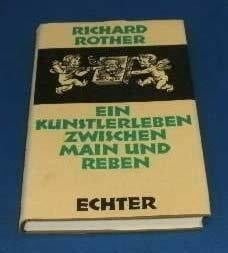 RICHARD
ROTHER
EIN
KÜNSTLERLEBEN
ZWISCHEN
MAIN UND
REBEN
ECHTER